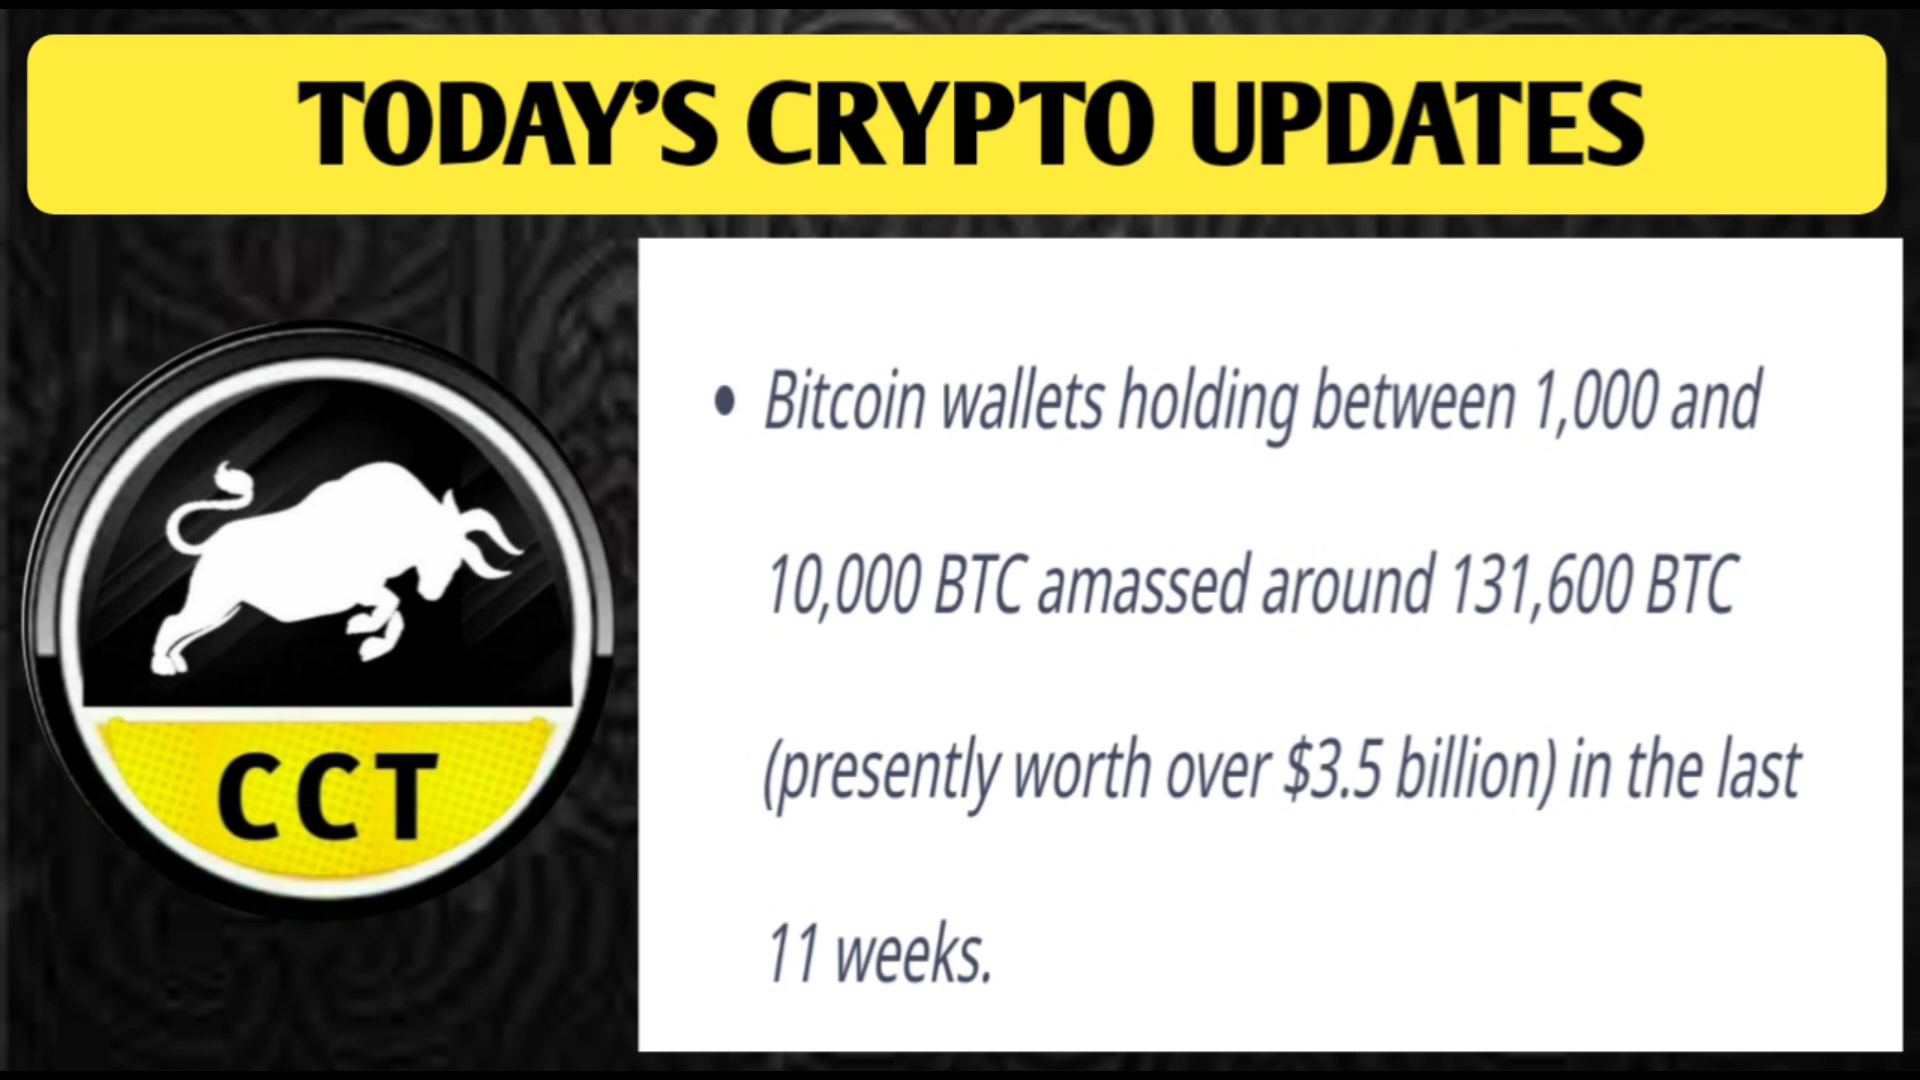 TODAY'S CRYPTO UPDATES
CCT
• Bitcoin wallets holding between 1,000 and
10,000 BTC amassed around 131,600 BTC
(presently worth over $3.5 billion) in the last
11 weeks.